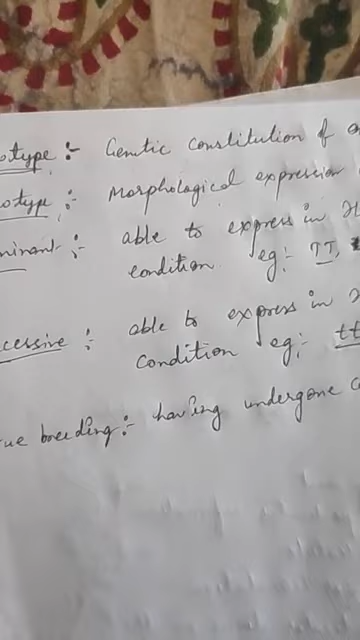 otype :- Genetic constitution of
otype :- Morphological expression
minant :- able to express in
condition. eg:- TT,
cessive :- able to express in
condition eg:- tt
ue breeding:- having undergone